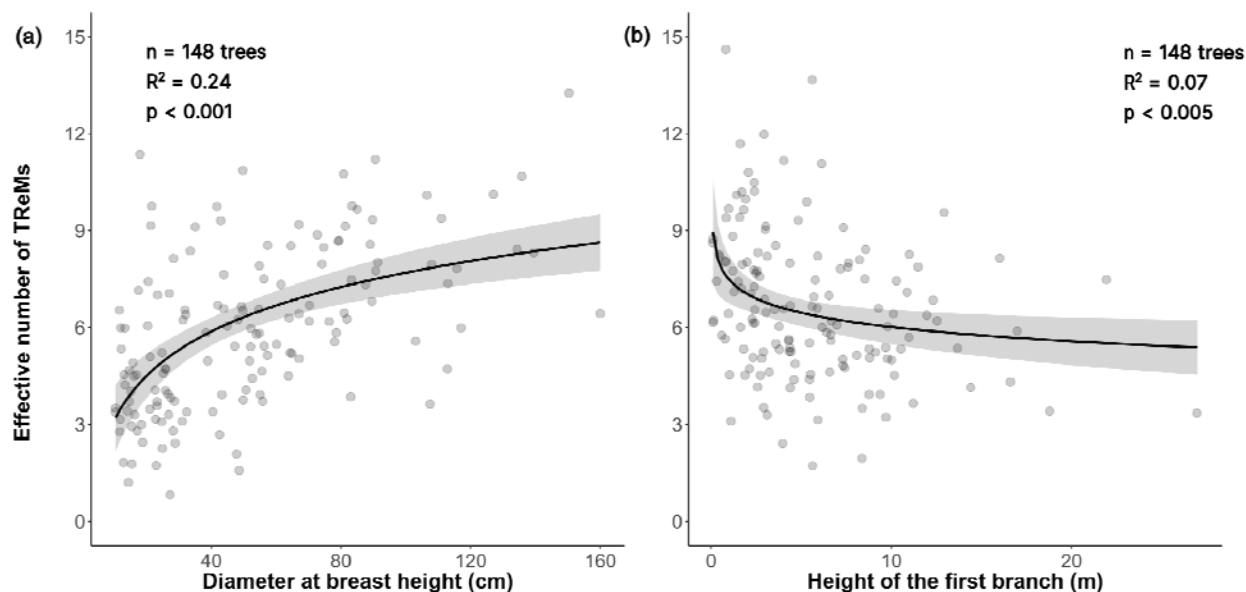 (a)
n = 148 trees
R² = 0.24
p < 0.001
15
12
9
6
3
0
Effective number of TReMs
40
80
120
160
Diameter at breast height (cm)
(b)
n = 148 trees
R² = 0.07
p < 0.005
15
12
9
6
3
0
0
10
20
Height of the first branch (m)